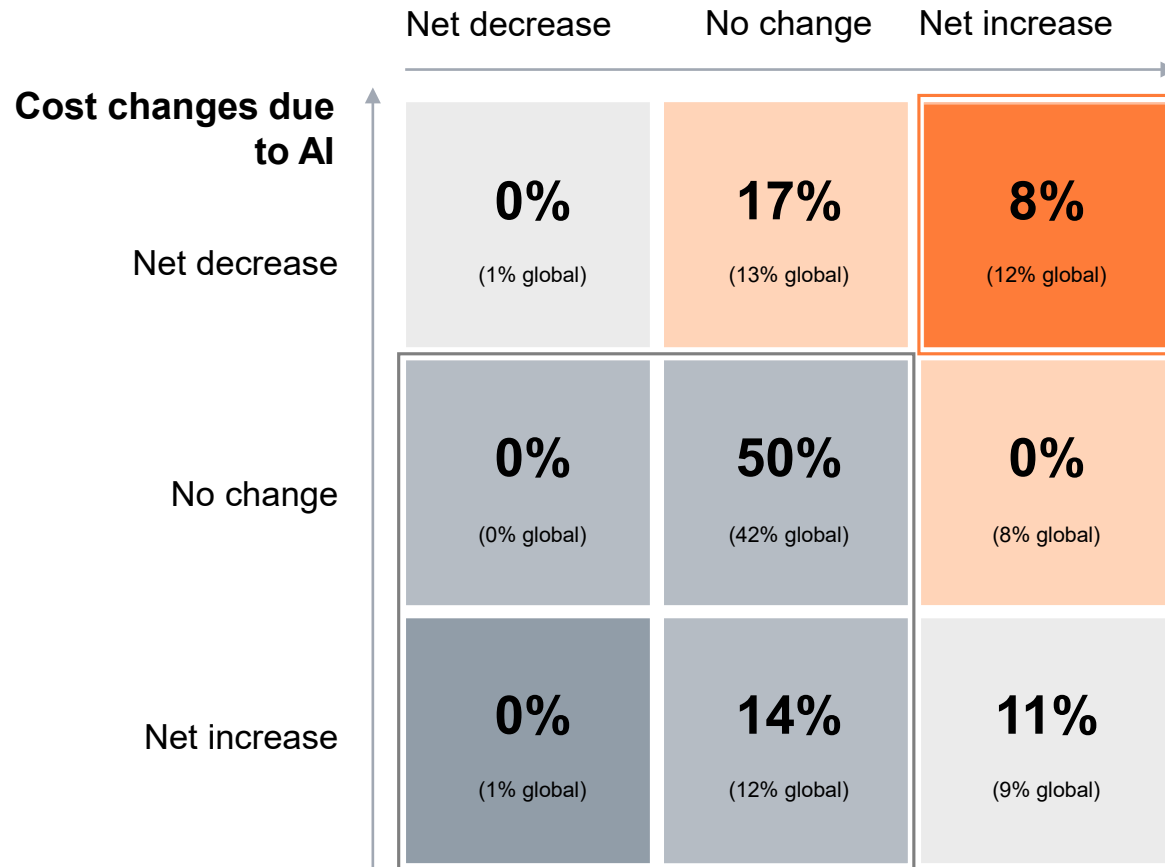 Net decrease No change Net increase
Cost changes due
to AI
0% 17% 8%
Net decrease
(1% global) (13% global) (12% global)
0% 50% 0%
No change
(0% global) (42% global) (8% global)
0% 14% 11%
Net increase
(1% global) (12% global) (9% global)